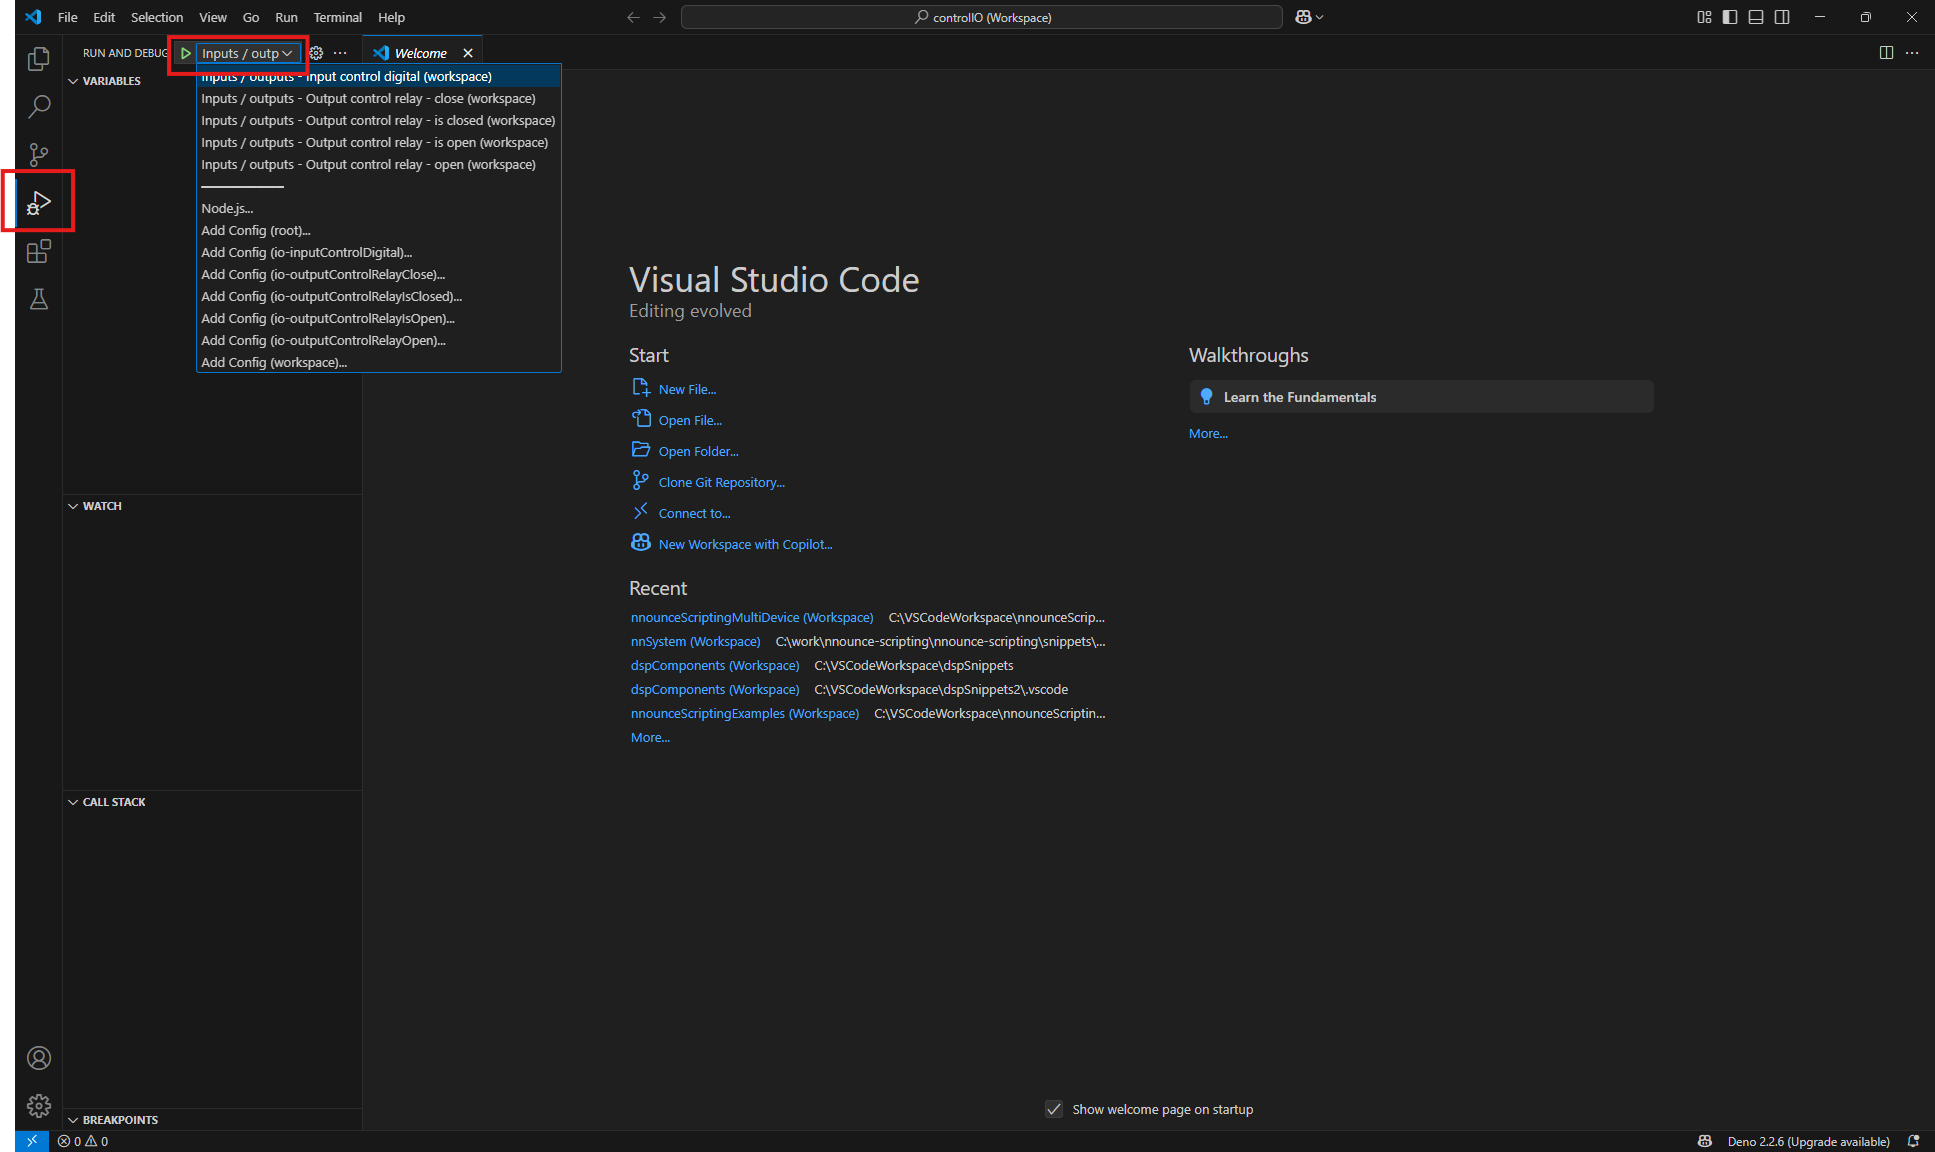 File Edit Selection View Go Run Terminal Help
controlIO (Workspace)
RUN AND DEBUG
Inputs / outp
Welcome
VARIABLES
Inputs / outputs - Input control digital (workspace)
Inputs / outputs - Output control relay - close (workspace)
Inputs / outputs - Output control relay - is closed (workspace)
Inputs / outputs - Output control relay - is open (workspace)
Inputs / outputs - Output control relay - open (workspace)
Node.js...
Add Config (root)...
Add Config (io-inputControlDigital)...
Add Config (io-outputControlRelayClose)...
Add Config (io-outputControlRelayIsClosed)...
Add Config (io-outputControlRelayIsOpen)...
Add Config (io-outputControlRelayOpen)...
Add Config (workspace)...
WATCH
CALL STACK
BREAKPOINTS
Visual Studio Code
Editing evolved
Start
New File...
Open File...
Open Folder...
Clone Git Repository...
Connect to...
New Workspace with Copilot...
Recent
nnounceScriptingMultiDevice (Workspace) C:\VSCodeWorkspace\nnounceScrip...
nnSystem (Workspace) C:\work\nnounce-scripting\nnounce-scripting\snippets\...
dspComponents (Workspace) C:\VSCodeWorkspace\dspSnippets
dspComponents (Workspace) C:\VSCodeWorkspace\dspSnippets2\.vscode
nnounceScriptingExamples (Workspace) C:\VSCodeWorkspace\nnounceScriptin...
More...
Walkthroughs
Learn the Fundamentals
More...
Show welcome page on startup
0 0
Deno 2.2.6 (Upgrade available)